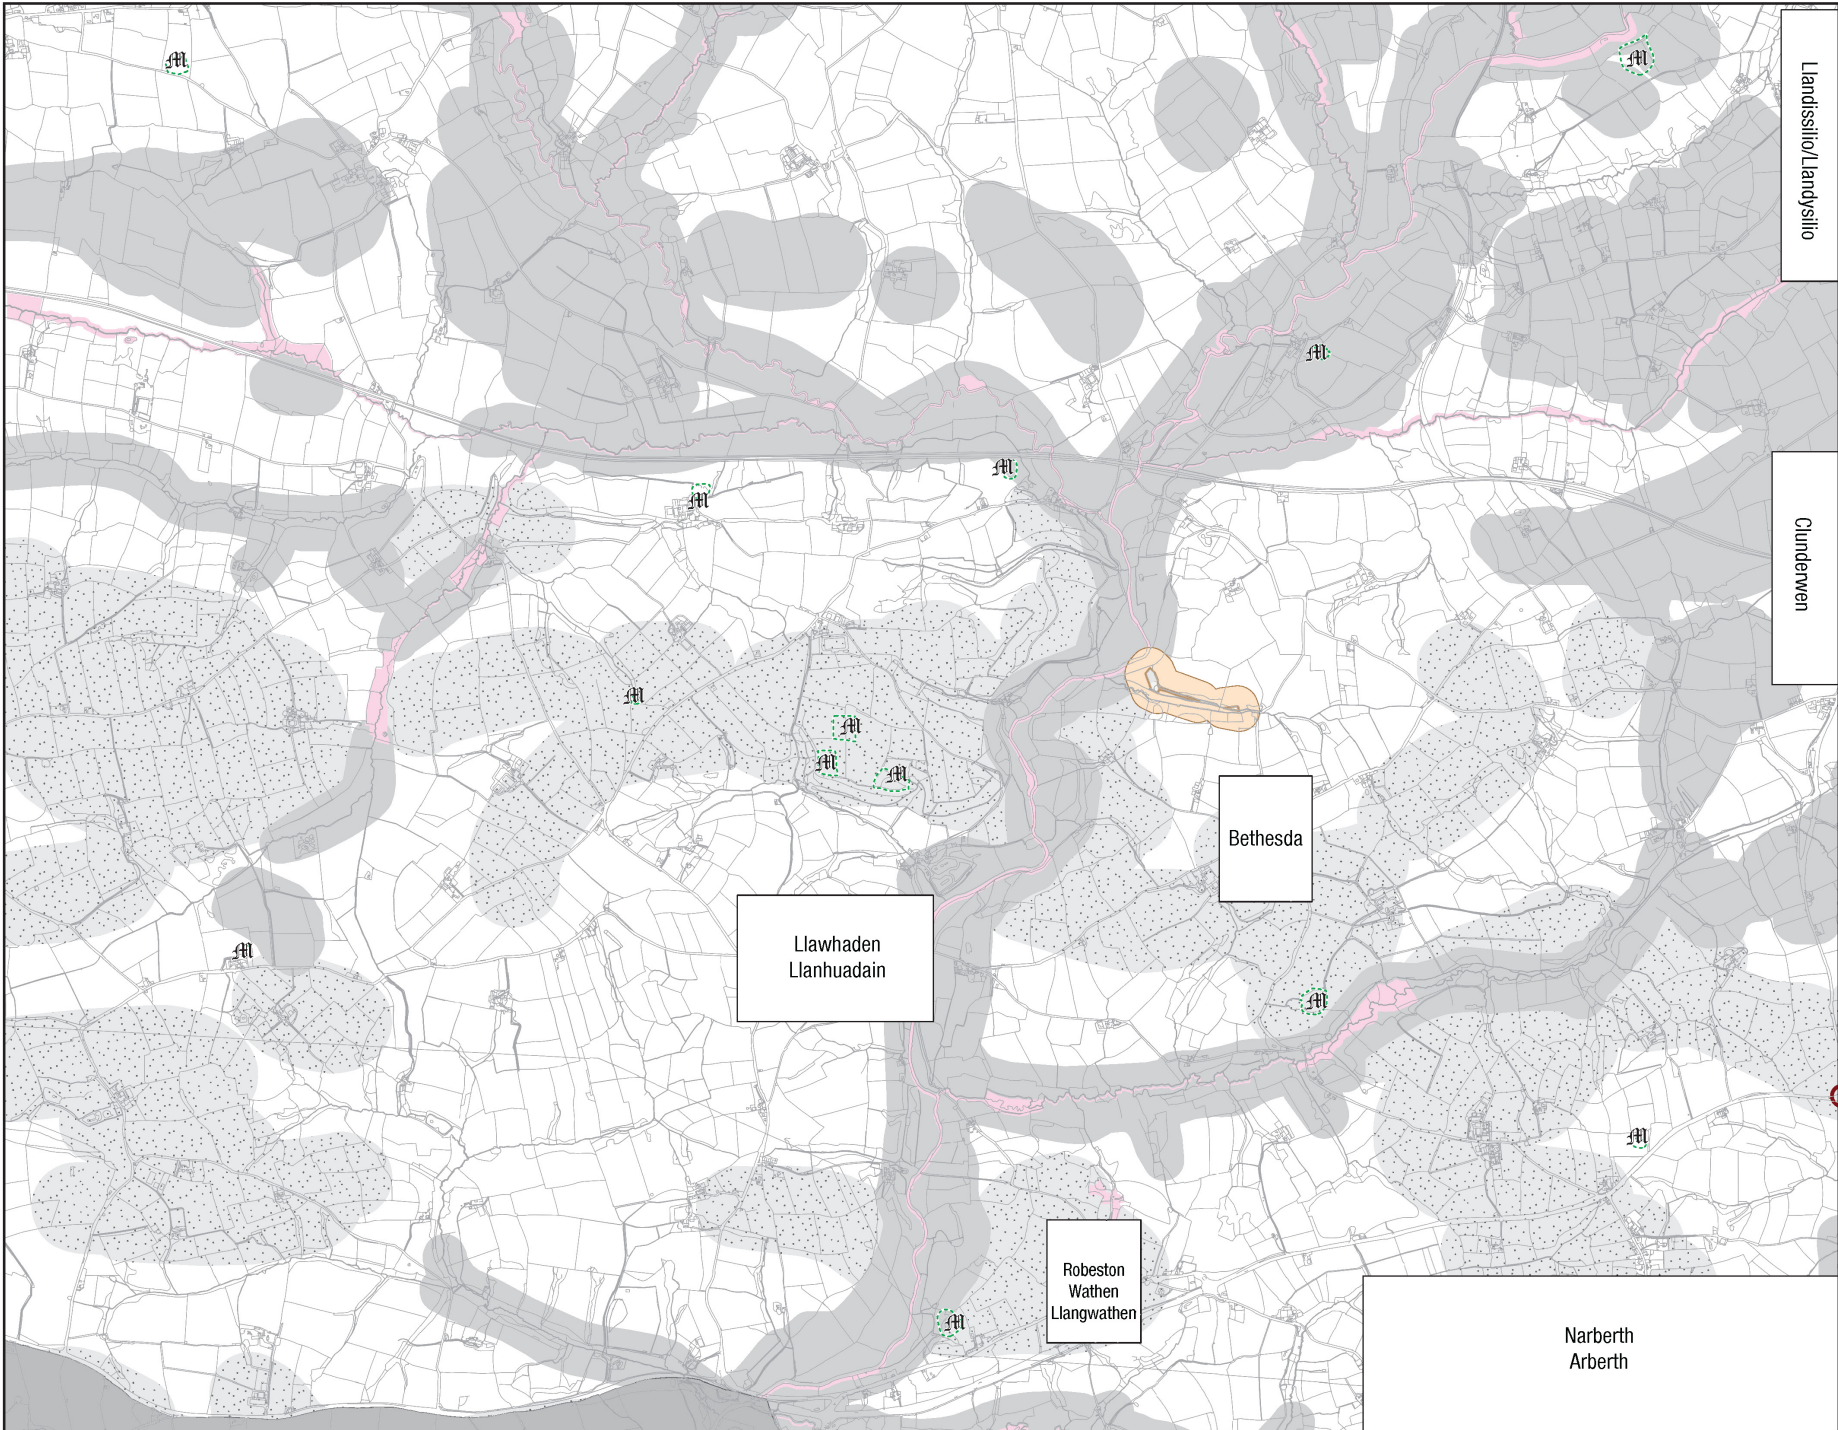 𝔐
𝔐
Llandissilio/Llandysilio
𝔐
𝔐
𝔐
Clunderwen
𝔐
𝔐
𝔐
𝔐
Bethesda
Llawhaden
Llanhuadain
𝔐
𝔐
𝔐
Robeston
Wathen
Llangwathen
𝔐
Narberth
Arberth